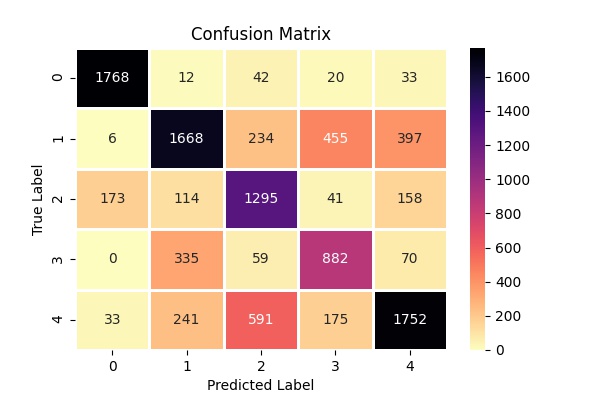 Confusion Matrix
0 1768 12 42 20 33
1 6 1668 234 455 397
2 173 114 1295 41 158
3 0 335 59 882 70
4 33 241 591 175 1752
0 1 2 3 4
Predicted Label
True Label
1600
1400
1200
1000
800
600
400
200
0